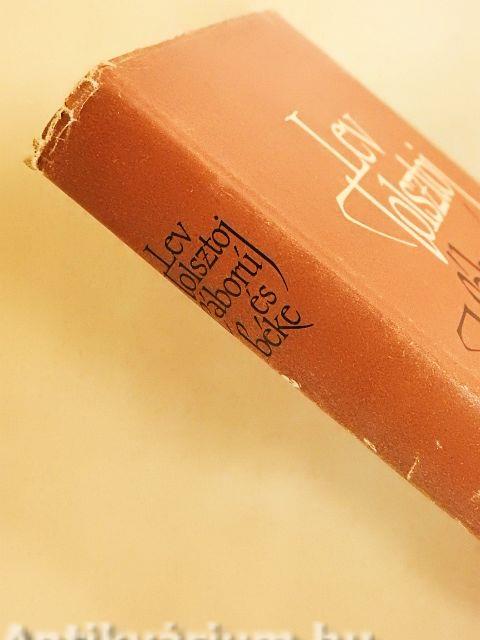 Lev
Tolsztoj
Háború
és
béke
Lev
Tolsztoj
Antikvárium.hu